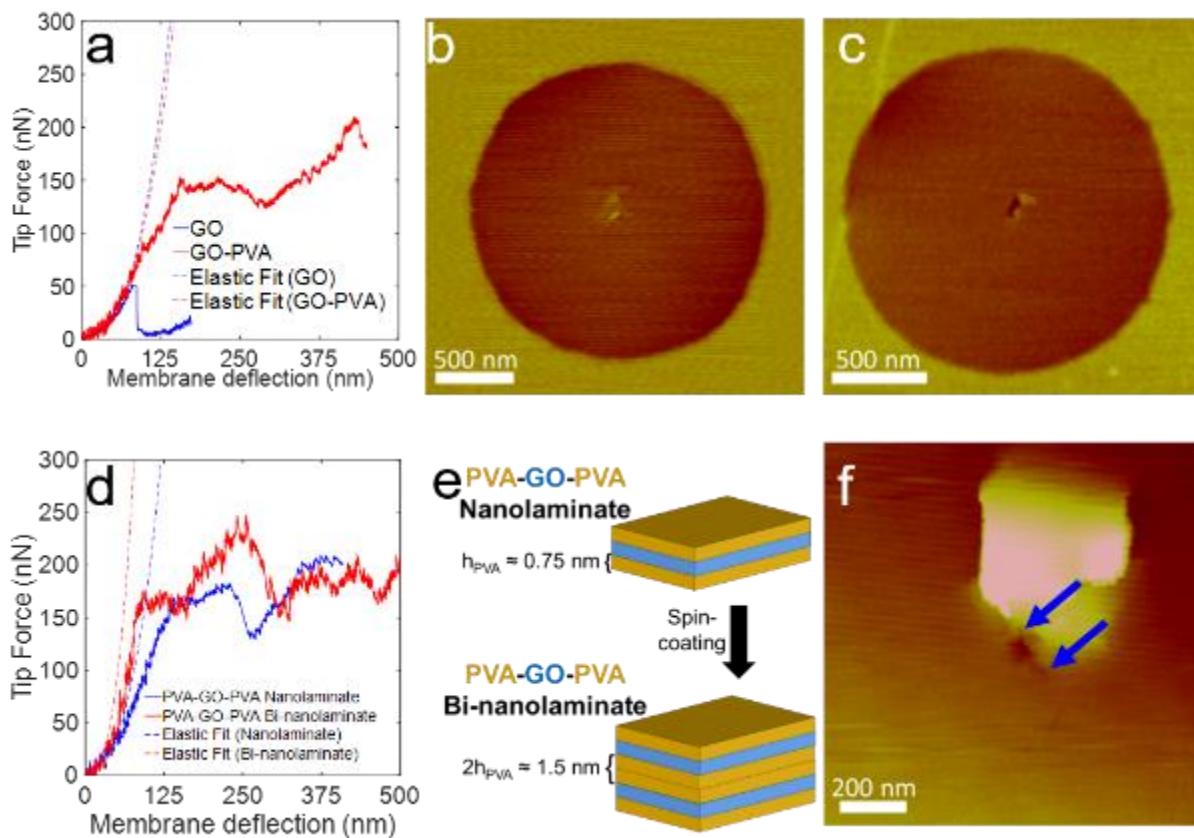 a
300
250
200
150
100
50
0
Tip Force (nN)
GO
GO-PVA
Elastic Fit (GO)
Elastic Fit (GO-PVA)
0 125 250 375 500
Membrane deflection (nm)
b
500 nm
c
500 nm
d
300
250
200
150
100
50
0
Tip Force (nN)
PVA-GO-PVA Nanolaminate
PVA-GO-PVA Bi-nanolaminate
Elastic Fit (Nanolaminate)
Elastic Fit (Bi-nanolaminate)
0 125 250 375 500
Membrane deflection (nm)
e
PVA-GO-PVA
Nanolaminate
hPVA ≈ 0.75 nm {
Spin-
coating
PVA-GO-PVA
Bi-nanolaminate
2hPVA ≈ 1.5 nm {
f
200 nm